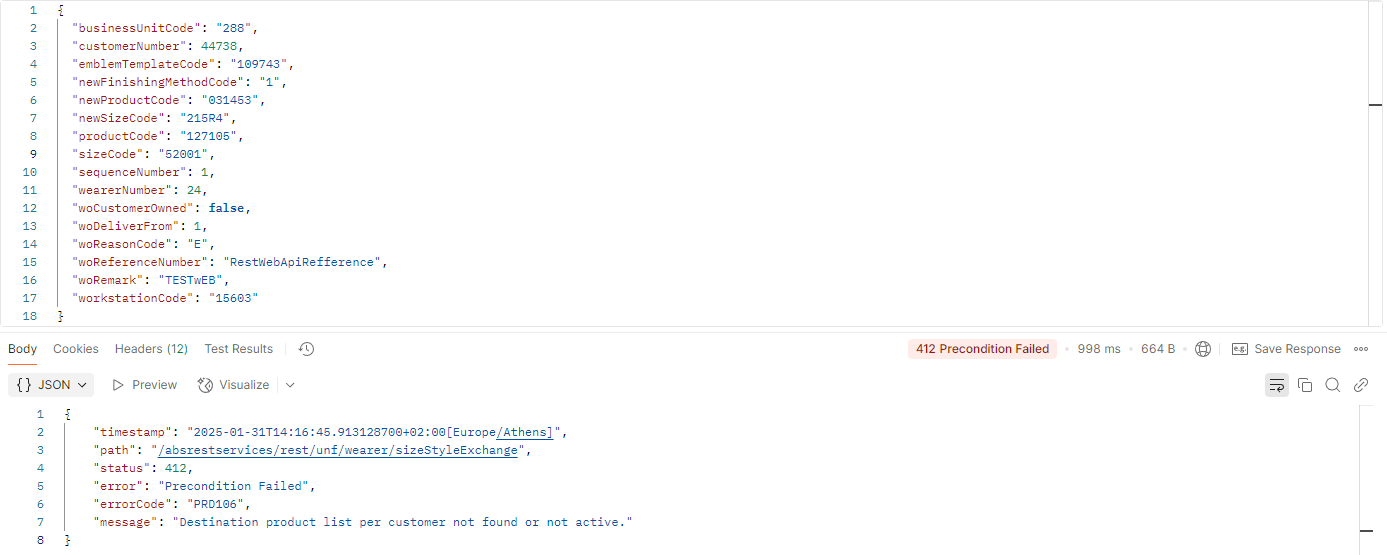 1 {
2 "businessUnitCode": "288",
3 "customerNumber": 44738,
4 "emblemTemplateCode": "109743",
5 "newFinishingMethodCode": "1",
6 "newProductCode": "031453",
7 "newSizeCode": "215R4",
8 "productCode": "127105",
9 "sizeCode": "52001",
10 "sequenceNumber": 1,
11 "wearerNumber": 24,
12 "woCustomerOwned": false,
13 "woDeliverFrom": 1,
14 "woReasonCode": "E",
15 "woReferenceNumber": "RestWebApiRefference",
16 "woRemark": "TESTwEB",
17 "workstationCode": "15603"
18 }
Body Cookies Headers (12) Test Results 412 Precondition Failed • 998 ms • 664 B • e.g. Save Response
{} JSON Preview Visualize
1 {
2 "timestamp": "2025-01-31T14:16:45.913128700+02:00[Europe/Athens]",
3 "path": "/absrestservices/rest/unf/wearer/sizeStyleExchange",
4 "status": 412,
5 "error": "Precondition Failed",
6 "errorCode": "PRD106",
7 "message": "Destination product list per customer not found or not active."
8 }